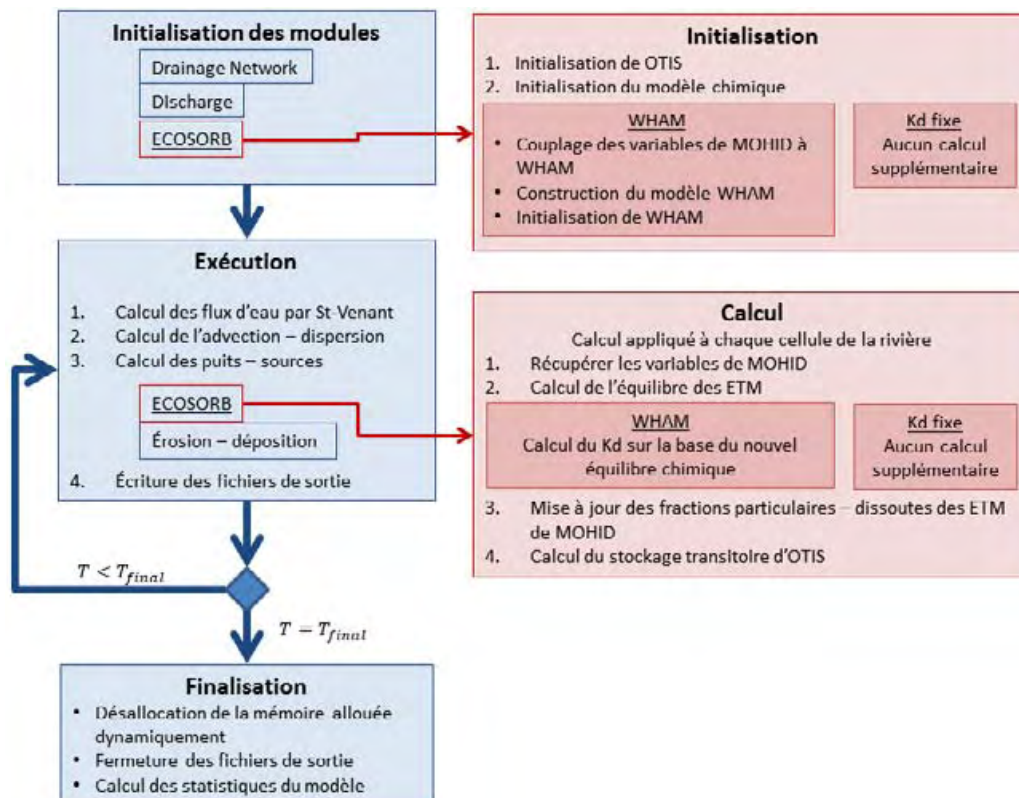 Initialisation des modules
Drainage Network
DIscharge
ECOSORB
Initialisation
1. Initialisation de OTIS
2. Initialisation du modèle chimique
WHAM
• Couplage des variables de MOHID à
WHAM
• Construction du modèle WHAM
• Initialisation de WHAM
Kd fixe
Aucun calcul
supplémentaire
Exécution
1. Calcul des flux d'eau par St-Venant
2. Calcul de l'advection – dispersion
3. Calcul des puits – sources
ECOSORB
Érosion – déposition
4. Écriture des fichiers de sortie
Calcul
Calcul appliqué à chaque cellule de la rivière
1. Récupérer les variables de MOHID
2. Calcul de l'équilibre des ETM
WHAM
Calcul du Kd sur la base du nouvel
équilibre chimique
Kd fixe
Aucun calcul
supplémentaire
3. Mise à jour des fractions particulaires – dissoutes des ETM
de MOHID
4. Calcul du stockage transitoire d'OTIS
T < T_final
T = T_final
Finalisation
• Désallocation de la mémoire allouée
dynamiquement
• Fermeture des fichiers de sortie
• Calcul des statistiques du modèle